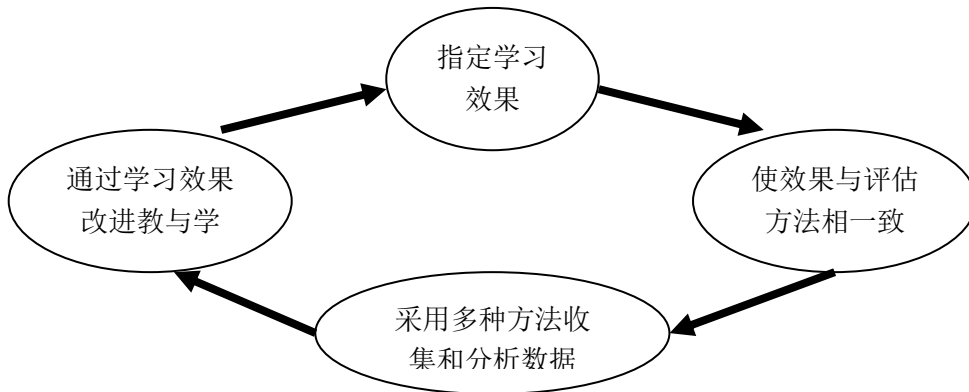 指定学习
效果
通过学习效果
改进教与学
使效果与评估
方法相一致
采用多种方法收
集和分析数据